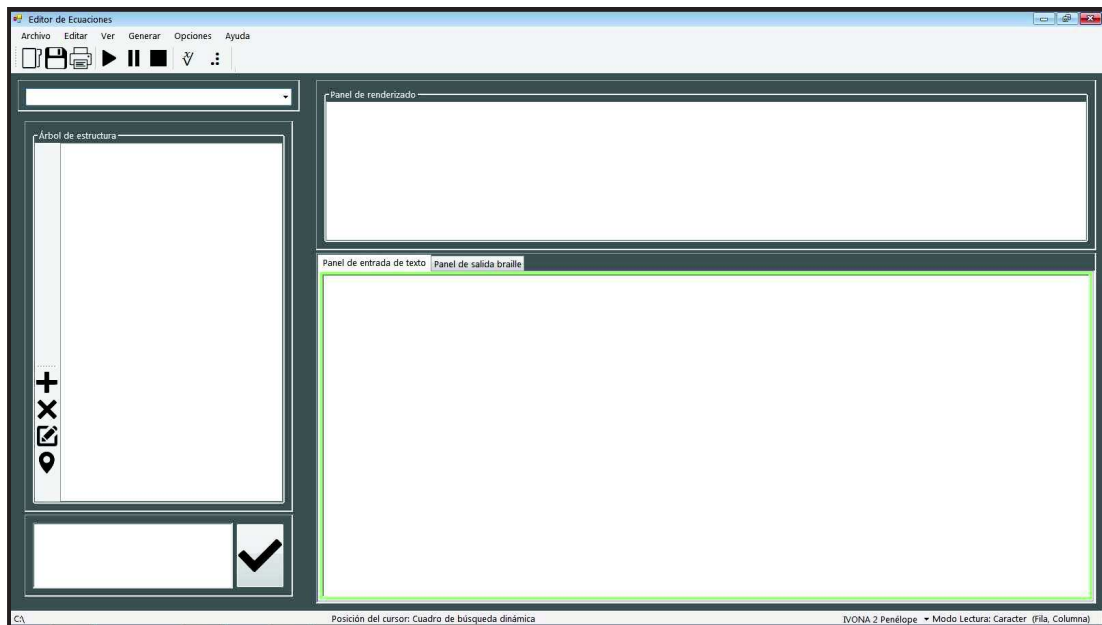 Editor de Ecuaciones
Archivo Editar Ver Generar Opciones Ayuda
Panel de renderizado
Árbol de estructura
Panel de entrada de texto Panel de salida braille
C:\ Posición del cursor: Cuadro de búsqueda dinámica IVONA 2 Penélope Modo Lectura: Caracter (Fila, Columna)